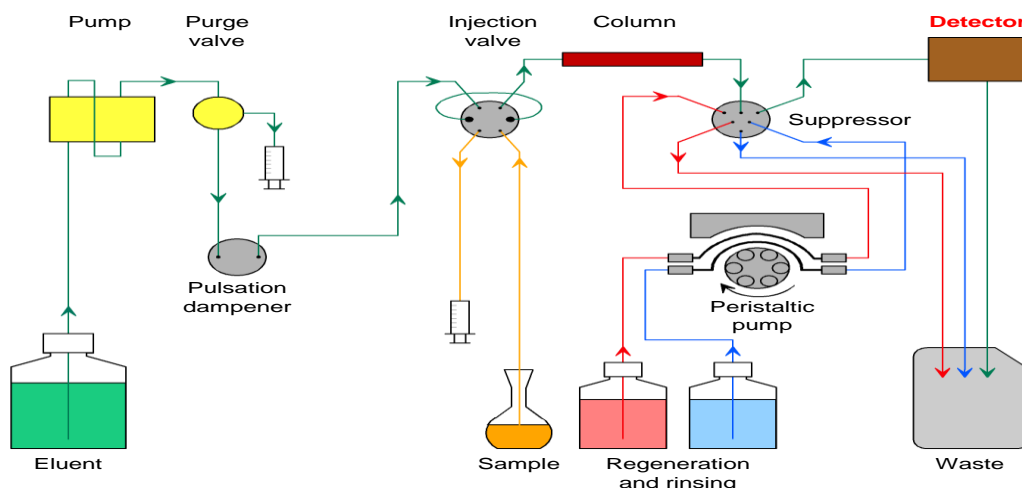 Pump
Purge
valve
Injection
valve
Column
Detector
Suppressor
Pulsation
dampener
Peristaltic
pump
Eluent
Sample
Regeneration
and rinsing
Waste